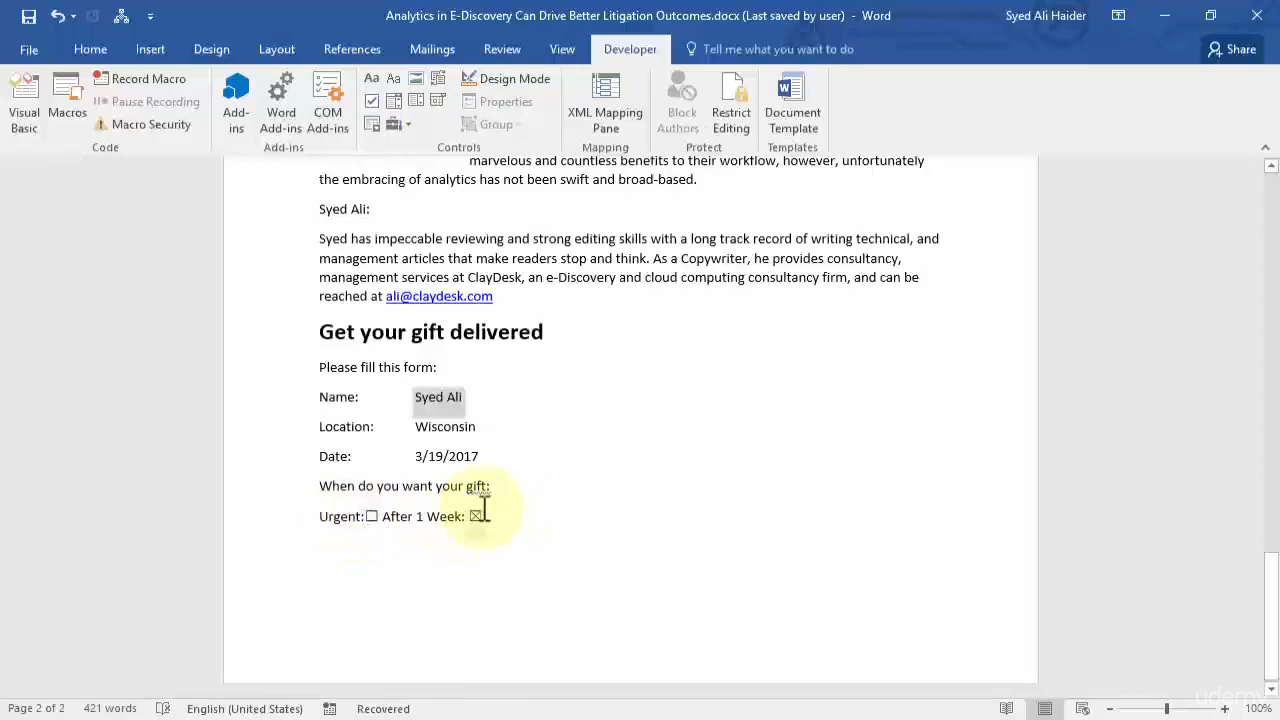 Analytics in E-Discovery Can Drive Better Litigation Outcomes.docx (Last saved by user) - Word
Syed Ali Haider
File Home Insert Design Layout References Mailings Review View Developer Tell me what you want to do Share
Visual Basic
Macros
Record Macro
Pause Recording
Macro Security
Code
Add-ins
Word Add-ins
COM Add-ins
Add-ins
Aa Aa
Design Mode
Properties
Group
Controls
XML Mapping Pane
Mapping
Block Authors
Restrict Editing
Protect
Document Template
Templates
marvelous and countless benefits to their workflow, however, unfortunately
the embracing of analytics has not been swift and broad-based.
Syed Ali:
Syed has impeccable reviewing and strong editing skills with a long track record of writing technical, and
management articles that make readers stop and think. As a Copywriter, he provides consultancy,
management services at ClayDesk, an e-Discovery and cloud computing consultancy firm, and can be
reached at ali@claydesk.com
Get your gift delivered
Please fill this form:
Name: Syed Ali
Location: Wisconsin
Date: 3/19/2017
When do you want your gift:
Urgent:☐ After 1 Week: ☒
udemy
Page 2 of 2 421 words English (United States) Recovered 100%